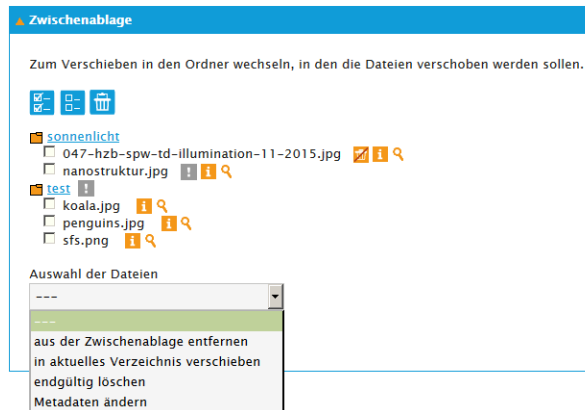 Zwischenablage
Zum Verschieben in den Ordner wechseln, in den die Dateien verschoben werden sollen.
sonnenlicht
047-hzb-spw-td-illumination-11-2015.jpg
nanostruktur.jpg
test
koala.jpg
penguins.jpg
sfs.png
Auswahl der Dateien
---
---
aus der Zwischenablage entfernen
in aktuelles Verzeichnis verschieben
endgültig löschen
Metadaten ändern